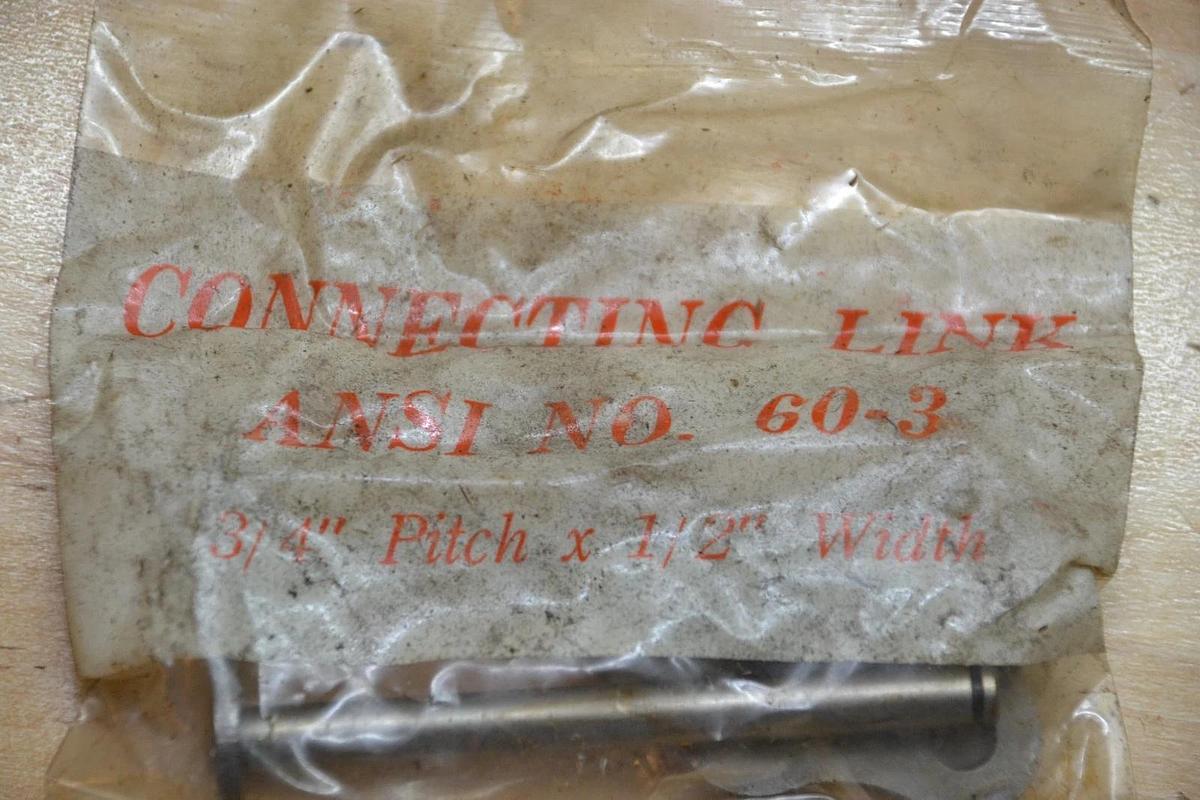 CONNECTING LINK
ANSI NO. 60-3
3/4" Pitch x 1/2" Width